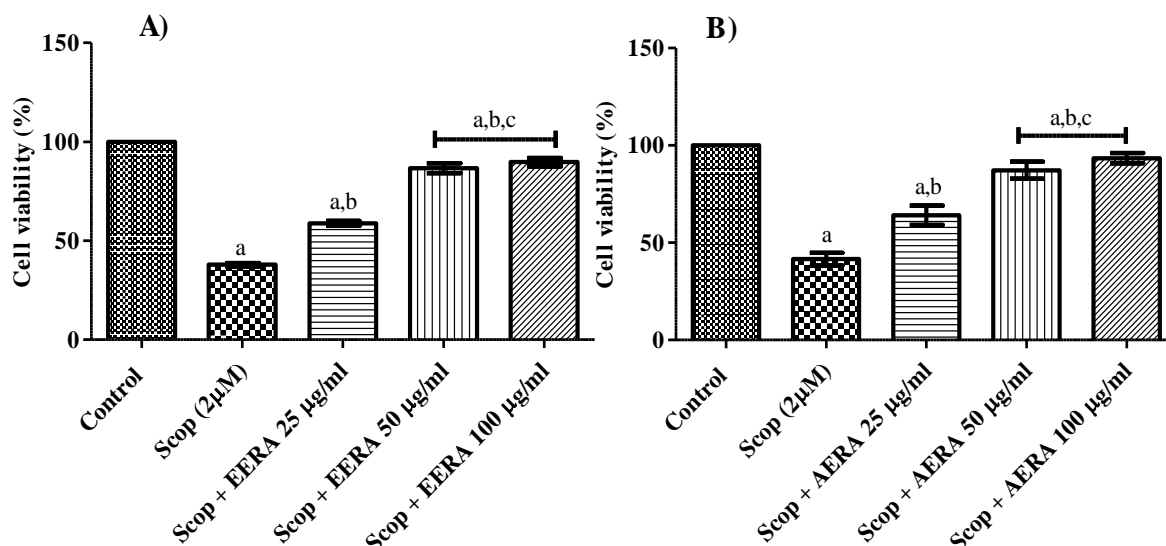 A)
Cell viability (%)
150
100
50
0
a
a,b
a,b,c
Control
Scop (2µM)
Scop + EERA 25 µg/ml
Scop + EERA 50 µg/ml
Scop + EERA 100 µg/ml
B)
Cell viability (%)
150
100
50
0
a
a,b
a,b,c
Control
Scop (2µM)
Scop + AERA 25 µg/ml
Scop + AERA 50 µg/ml
Scop + AERA 100 µg/ml